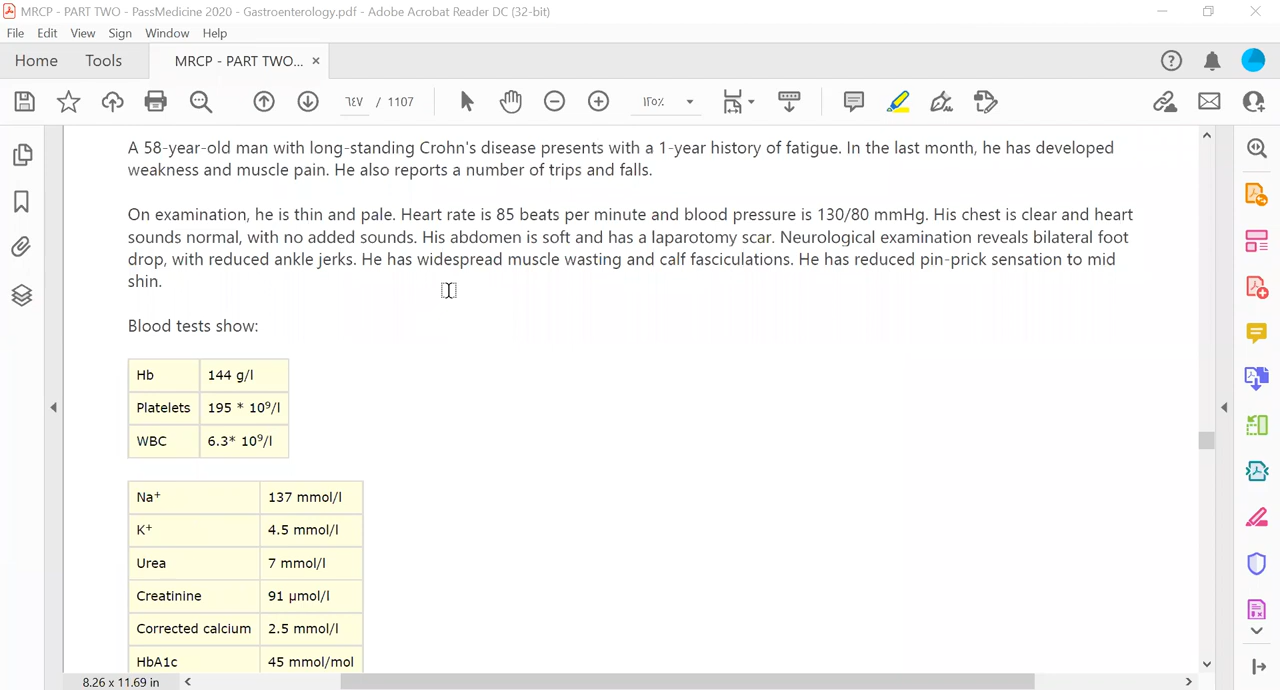 MRCP - PART TWO - PassMedicine 2020 - Gastroenterology.pdf - Adobe Acrobat Reader DC (32-bit)
File Edit View Sign Window Help
Home Tools MRCP - PART TWO... ×
٦٤٧ / 1107 ١٢٥٪
A 58-year-old man with long-standing Crohn's disease presents with a 1-year history of fatigue. In the last month, he has developed
weakness and muscle pain. He also reports a number of trips and falls.
On examination, he is thin and pale. Heart rate is 85 beats per minute and blood pressure is 130/80 mmHg. His chest is clear and heart
sounds normal, with no added sounds. His abdomen is soft and has a laparotomy scar. Neurological examination reveals bilateral foot
drop, with reduced ankle jerks. He has widespread muscle wasting and calf fasciculations. He has reduced pin-prick sensation to mid
shin.
Blood tests show:
Hb 144 g/l
Platelets 195 * 10⁹/l
WBC 6.3* 10⁹/l
Na⁺ 137 mmol/l
K⁺ 4.5 mmol/l
Urea 7 mmol/l
Creatinine 91 µmol/l
Corrected calcium 2.5 mmol/l
HbA1c 45 mmol/mol
8.26 x 11.69 in